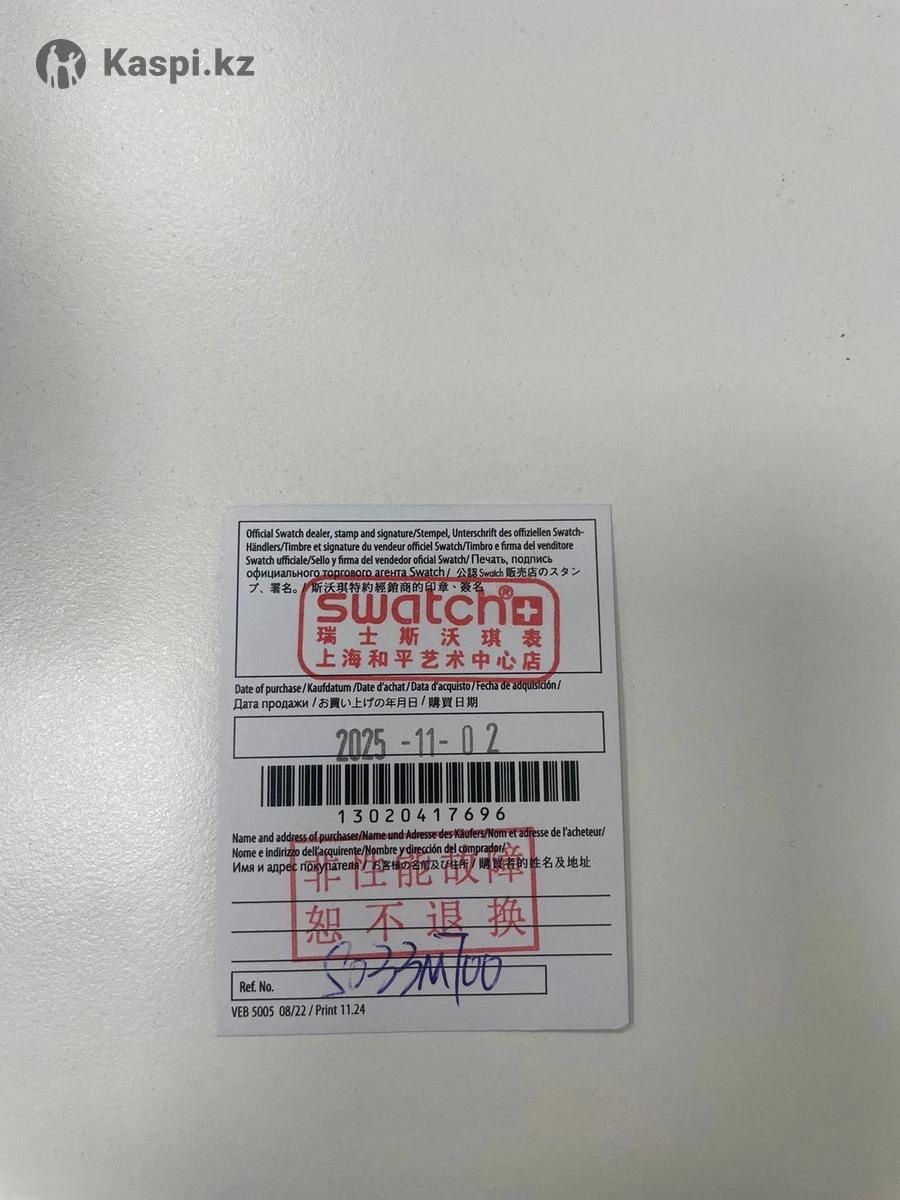 Kaspi.kz
Official Swatch dealer, stamp and signature/Stempel, Unterschrift des offiziellen Swatch-
Händlers/Timbre et signature du vendeur officiel Swatch/Timbro e firma del venditore
Swatch ufficiale/Sello y firma del vendedor oficial Swatch/Печать, подпись
официального торгового агента Swatch/ 公認 Swatch 販売店のスタン
プ、署名。/ 斯沃琪特約經銷商的印章、簽名
swatch®
瑞士斯沃琪表
上海和平艺术中心店
Date of purchase/Kaufdatum/Date d'achat/Data d'acquisto/Fecha de adquisición/
Дата продажи /お買い上げの年月日/購買日期
2025 -11- 02
13020417696
Name and address of purchaser/Name und Adresse des Käufers/Nom et adresse de l'acheteur/
Nome e indirizzo dell'acquirente/Nombre y dirección del comprador/
Имя и адрес покупателя / お客様の名前及び住所/ 購買者的姓名及地址
非性能故障
恕不退换
SO33M700
Ref. No.
VEB 5005 08/22 / Print 11.24